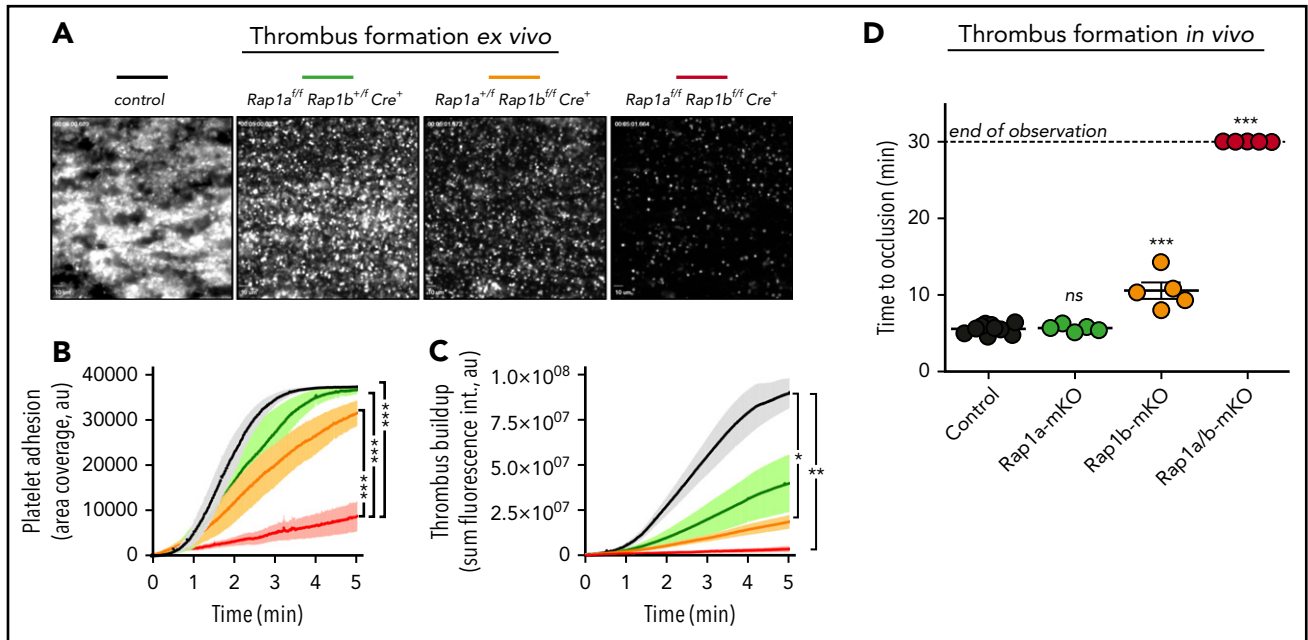 A
Thrombus formation ex vivo
control
Rap1a^f/f Rap1b^+/f Cre^+
Rap1a^+/f Rap1b^f/f Cre^+
Rap1a^f/f Rap1b^f/f Cre^+
10 um
10 um
10 um
B
Platelet adhesion
(area coverage, au)
40000
30000
20000
10000
0
0 1 2 3 4 5
Time (min)
***
***
***
C
Thrombus buildup
(sum fluorescence int., au)
1.0×10^08
7.5×10^07
5.0×10^07
2.5×10^07
0
0 1 2 3 4 5
Time (min)
*
**
D
Thrombus formation in vivo
Time to occlusion (min)
30
20
10
0
end of observation
ns
***
***
Control
Rap1a-mKO
Rap1b-mKO
Rap1a/b-mKO